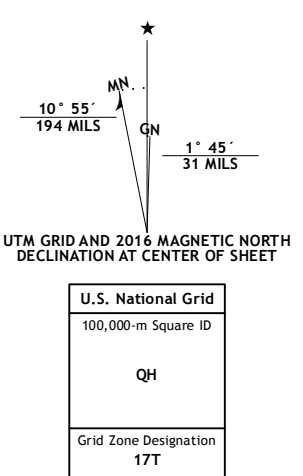 ★
MN
GN
10° 55´
194 MILS
1° 45´
31 MILS
UTM GRID AND 2016 MAGNETIC NORTH
DECLINATION AT CENTER OF SHEET
U.S. National Grid
100,000-m Square ID
QH
Grid Zone Designation
17T